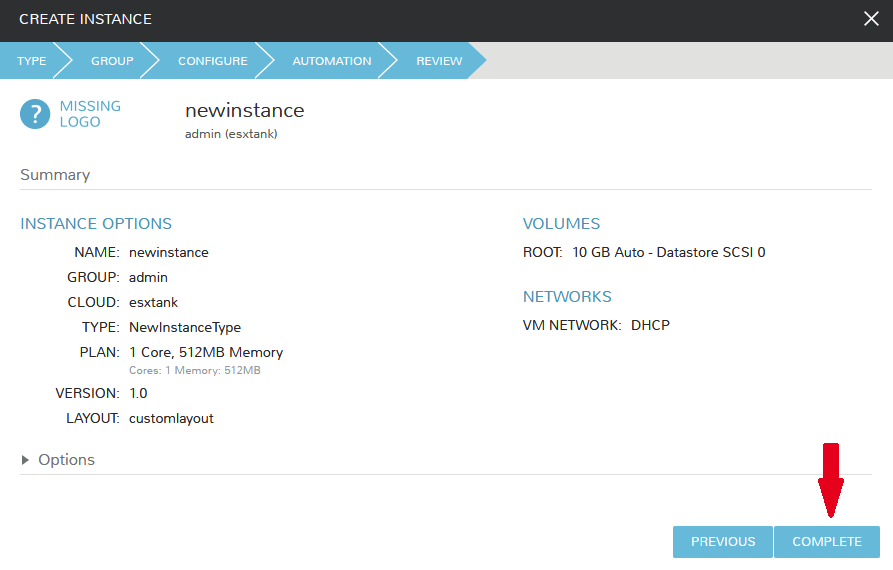 CREATE INSTANCE
TYPE GROUP CONFIGURE AUTOMATION REVIEW
?
MISSING
LOGO
newinstance
admin (esxtank)
Summary
INSTANCE OPTIONS
NAME: newinstance
GROUP: admin
CLOUD: esxtank
TYPE: NewInstanceType
PLAN: 1 Core, 512MB Memory
Cores: 1 Memory: 512MB
VERSION: 1.0
LAYOUT: customlayout
VOLUMES
ROOT: 10 GB Auto - Datastore SCSI 0
NETWORKS
VM NETWORK: DHCP
Options
PREVIOUS COMPLETE